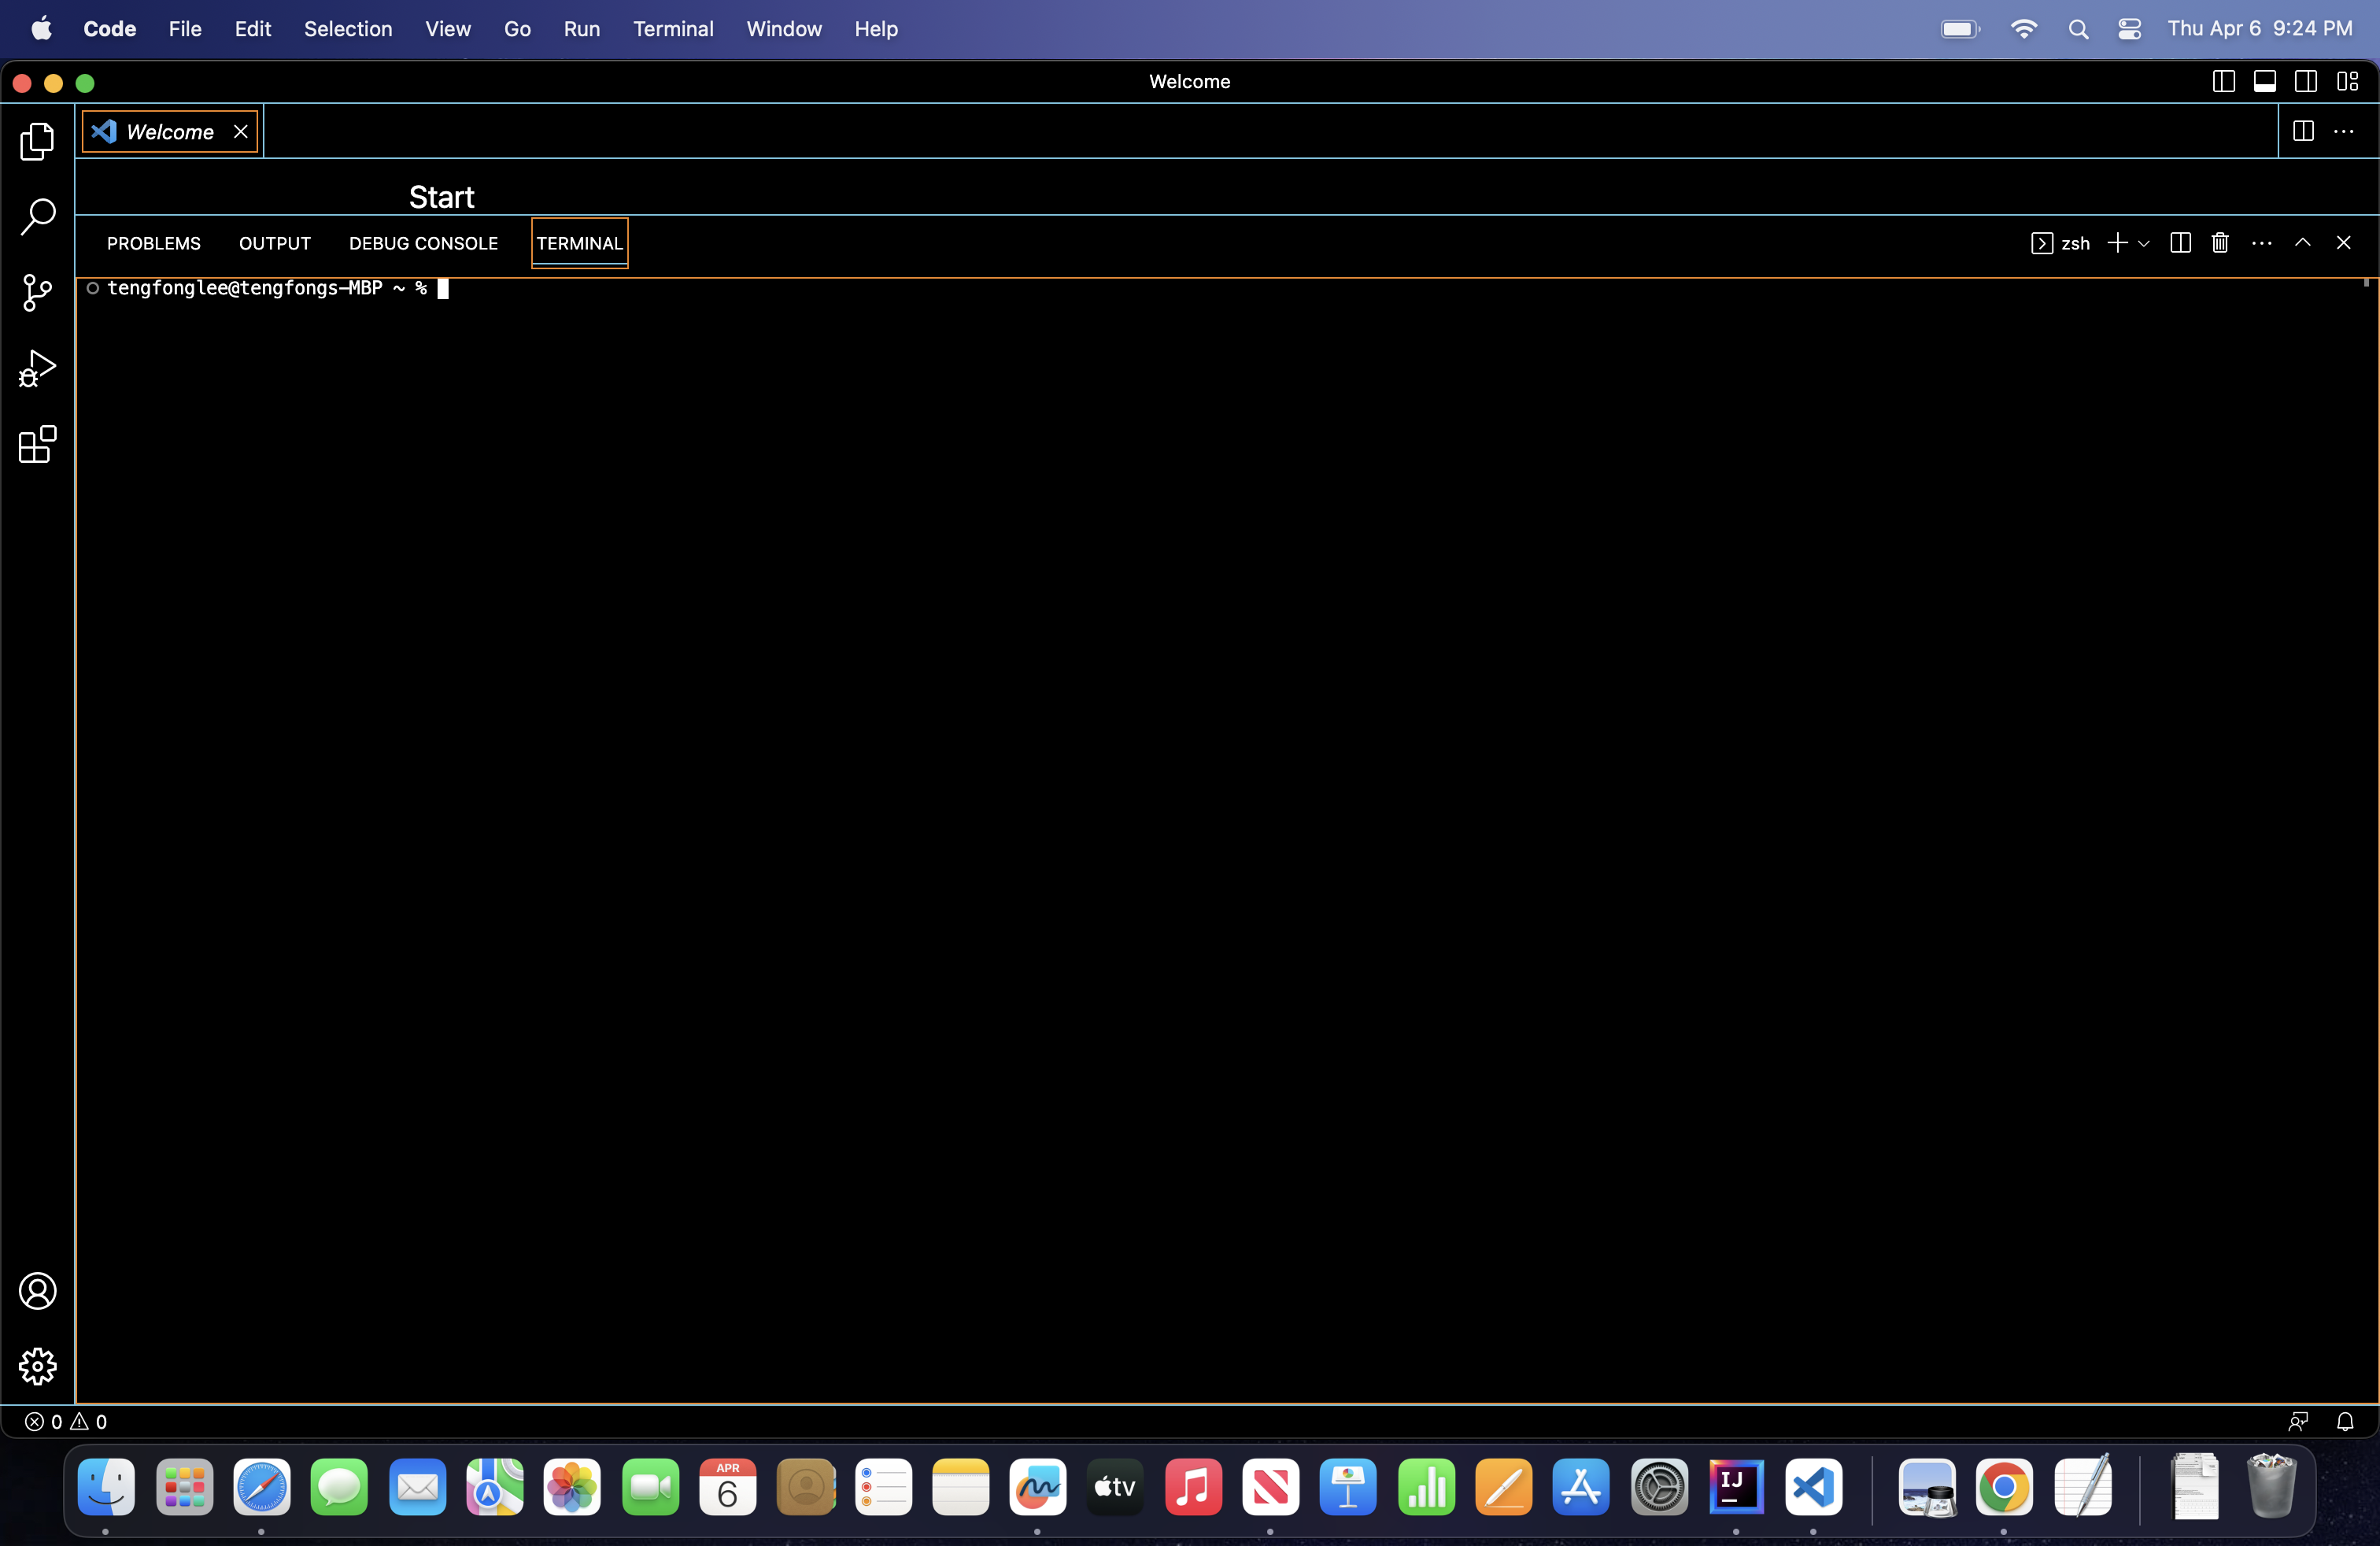 Code File Edit Selection View Go Run Terminal Window Help Thu Apr 6 9:24 PM
Welcome
Welcome
Start
PROBLEMS OUTPUT DEBUG CONSOLE TERMINAL zsh
tengfonglee@tengfongs-MBP ~ %
0 0
APR
6
tv
IJ